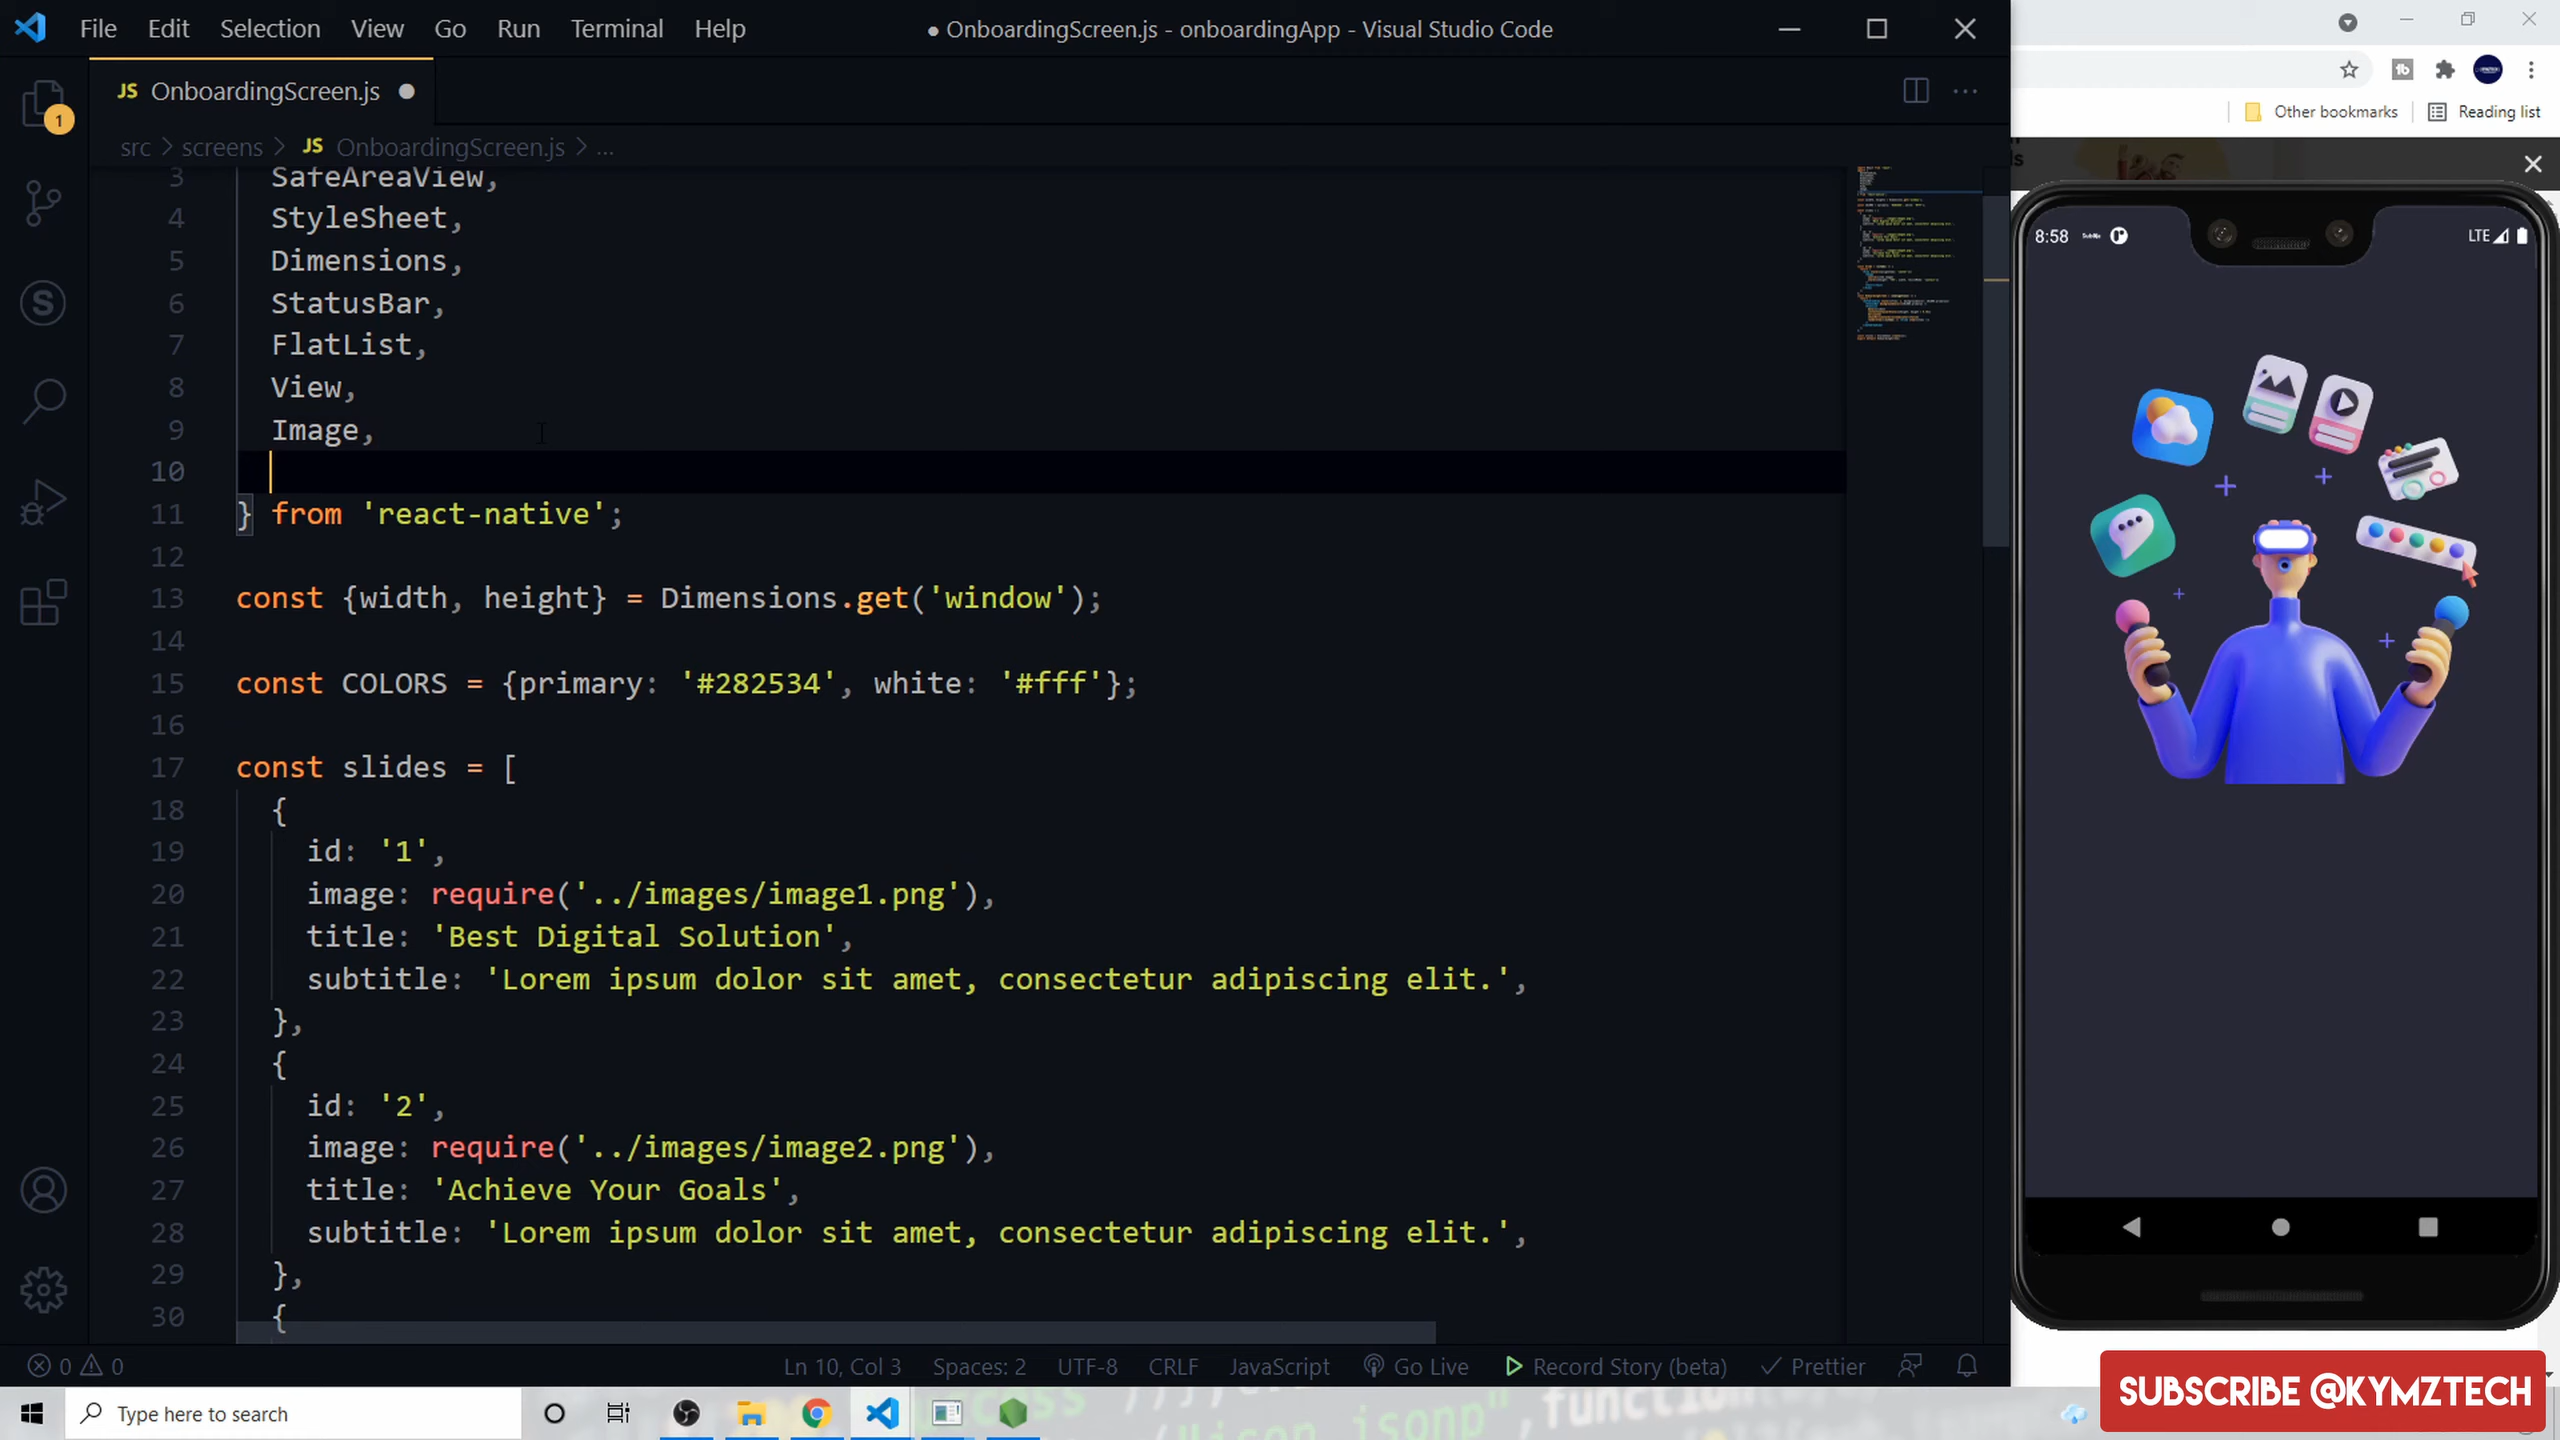 File Edit Selection View Go Run Terminal Help
● OnboardingScreen.js - onboardingApp - Visual Studio Code
JS OnboardingScreen.js ●
src > screens > JS OnboardingScreen.js > ...
Other bookmarks
Reading list
1
3 SafeAreaView,
4 StyleSheet,
5 Dimensions,
6 StatusBar,
7 FlatList,
8 View,
9 Image,
10
11 } from 'react-native';
12
13 const {width, height} = Dimensions.get('window');
14
15 const COLORS = {primary: '#282534', white: '#fff'};
16
17 const slides = [
18 {
19 id: '1',
20 image: require('../images/image1.png'),
21 title: 'Best Digital Solution',
22 subtitle: 'Lorem ipsum dolor sit amet, consectetur adipiscing elit.',
23 },
24 {
25 id: '2',
26 image: require('../images/image2.png'),
27 title: 'Achieve Your Goals',
28 subtitle: 'Lorem ipsum dolor sit amet, consectetur adipiscing elit.',
29 },
30 {
8:58
LTE
0 0
Ln 10, Col 3 Spaces: 2 UTF-8 CRLF JavaScript Go Live Record Story (beta) Prettier
Type here to search
SUBSCRIBE @KYMZTECH